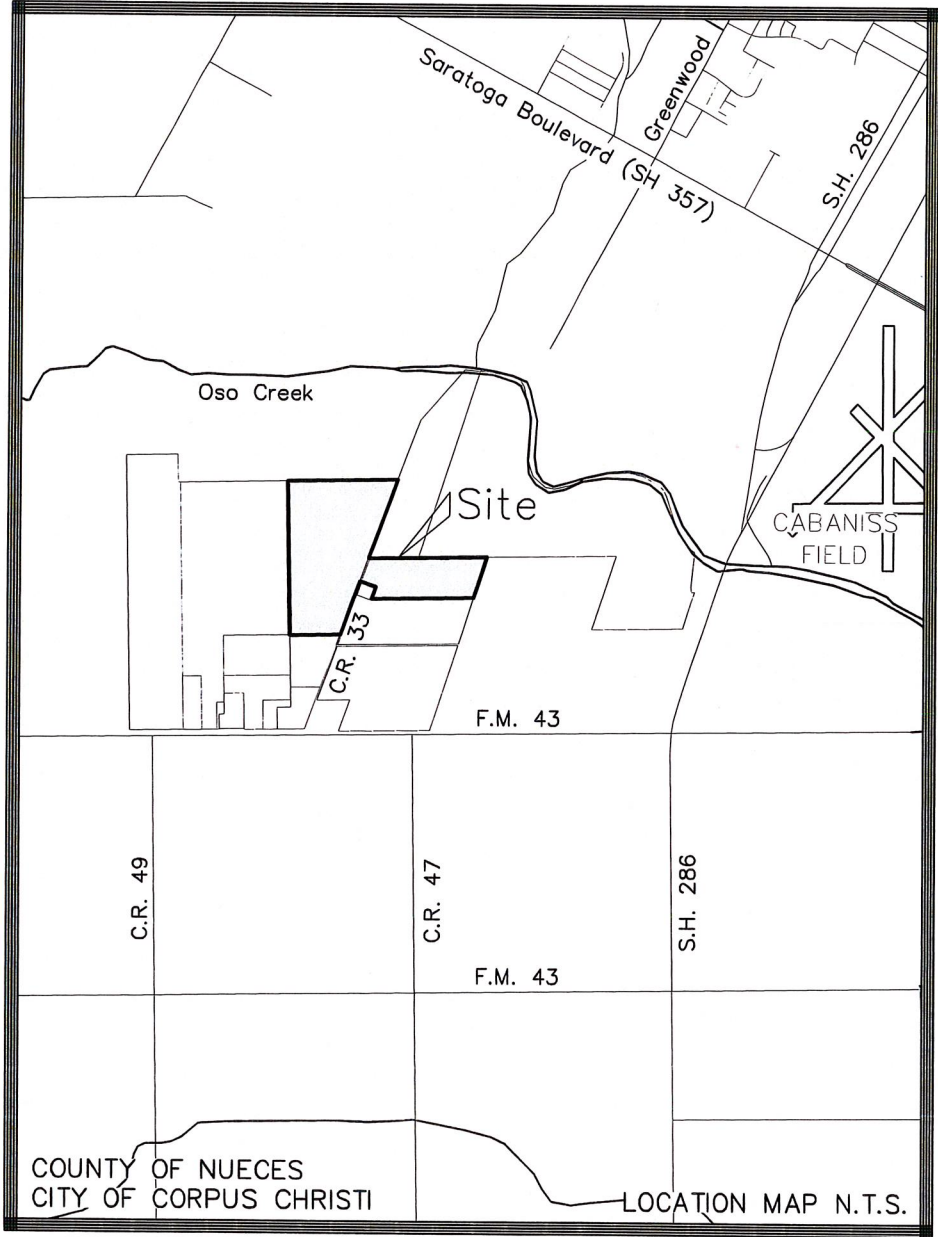 Saratoga Boulevard (SH 357)
Greenwood
S.H. 286
Oso Creek
Site
CABANISS
FIELD
C.R. 33
F.M. 43
C.R. 49
C.R. 47
S.H. 286
F.M. 43
COUNTY OF NUECES
CITY OF CORPUS CHRISTI
LOCATION MAP N.T.S.